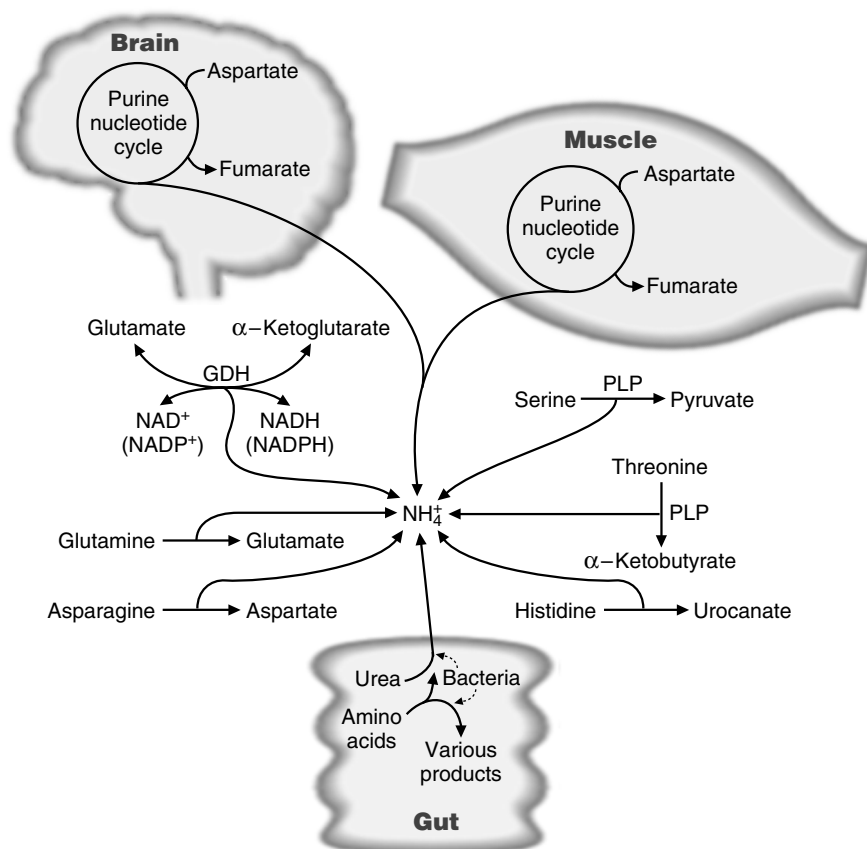 Brain
Aspartate
Purine
nucleotide
cycle
Fumarate
Muscle
Aspartate
Purine
nucleotide
cycle
Fumarate
Glutamate
α–Ketoglutarate
GDH
NAD⁺
(NADP⁺)
NADH
(NADPH)
Serine
PLP
Pyruvate
Threonine
PLP
α–Ketobutyrate
NH₄⁺
Glutamine
Glutamate
Asparagine
Aspartate
Histidine
Urocanate
Urea
Bacteria
Amino
acids
Various
products
Gut